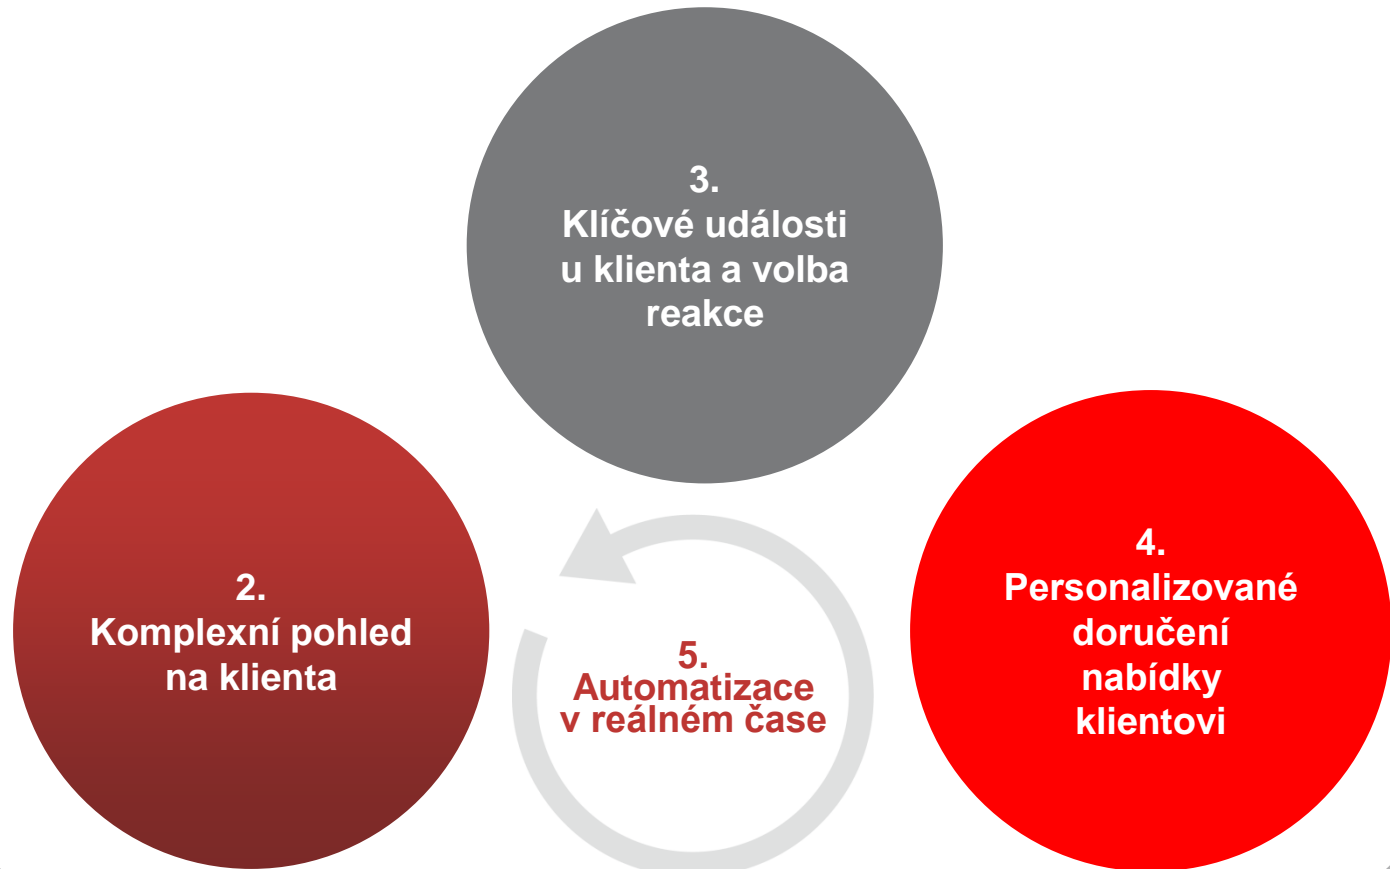 3.
Klíčové události
u klienta a volba
reakce
2.
Komplexní pohled
na klienta
4.
Personalizované
doručení
nabídky
klientovi
5.
Automatizace
v reálném čase